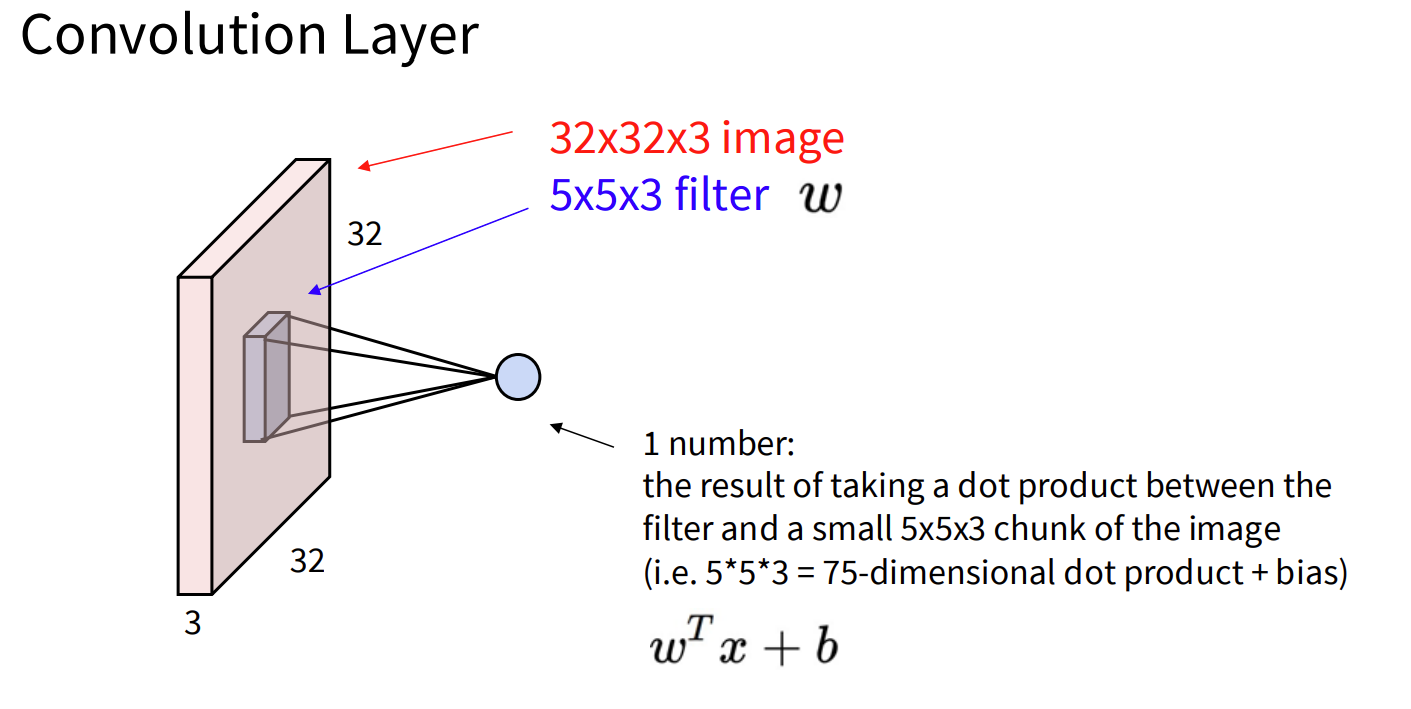 Convolution Layer
32x32x3 image
5x5x3 filter w
32
32
3
1 number:
the result of taking a dot product between the
filter and a small 5x5x3 chunk of the image
(i.e. 5*5*3 = 75-dimensional dot product + bias)
w^T x + b